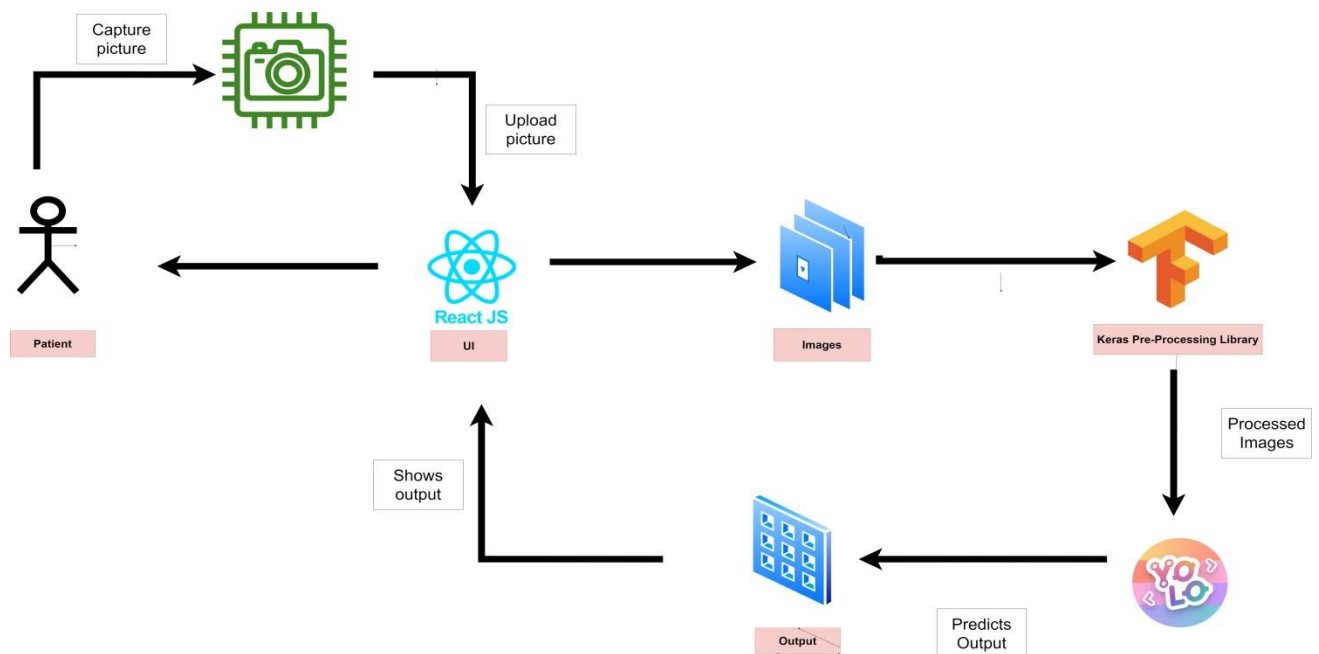 Capture
picture
Upload
picture
React JS
Patient
UI
Images
Keras Pre-Processing Library
Processed
Images
Shows
output
YOLO
Output
Predicts
Output